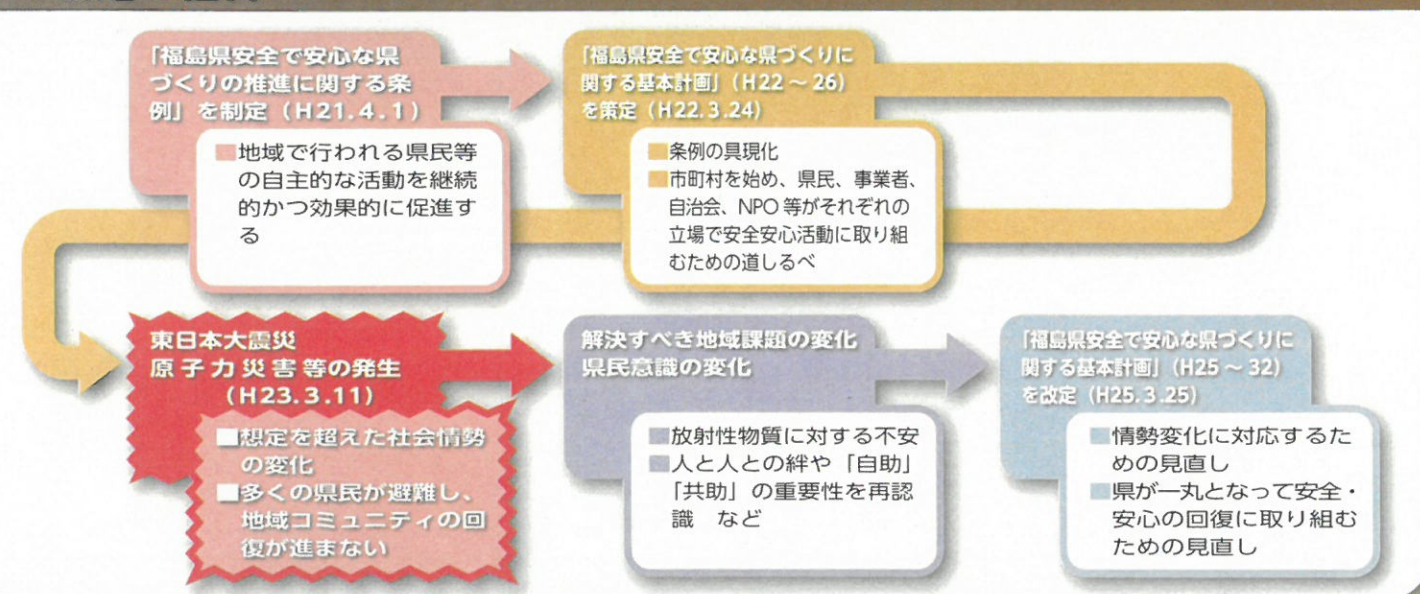 「福島県安全で安心な県
づくりの推進に関する条
例」を制定(H21.4.1)
■地域で行われる県民等
の自主的な活動を継続
的かつ効果的に促進す
る
「福島県安全で安心な県づくりに
関する基本計画」(H22～26)
を策定(H22.3.24)
■条例の具現化
■市町村を始め、県民、事業者、
自治会、NPO等がそれぞれの
立場で安全安心活動に取り組
むための道しるべ
東日本大震災
原子力災害等の発生
(H23.3.11)
■想定を超えた社会情勢
の変化
■多くの県民が避難し、
地域コミュニティの回
復が進まない
解決すべき地域課題の変化
県民意識の変化
■放射性物質に対する不安
■人と人との絆や「自助」
「共助」の重要性を再認
識 など
「福島県安全で安心な県づくりに
関する基本計画」(H25～32)
を改定(H25.3.25)
■情勢変化に対応するた
めの見直し
■県が一丸となって安全・
安心の回復に取り組む
ための見直し